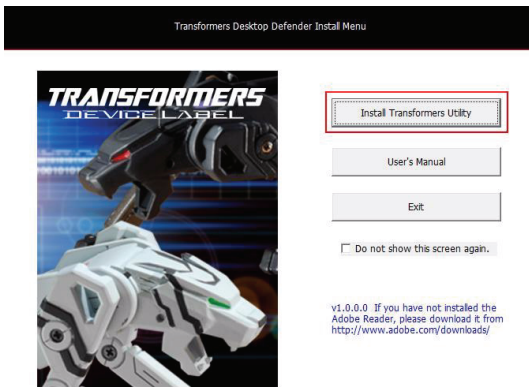 Transformers Desktop Defender Install Menu
TRANSFORMERS
DEVICE LABEL
Install Transformers Utility
User's Manual
Exit
Do not show this screen again.
v1.0.0.0 If you have not installed the
Adobe Reader, please download it from
http://www.adobe.com/downloads/